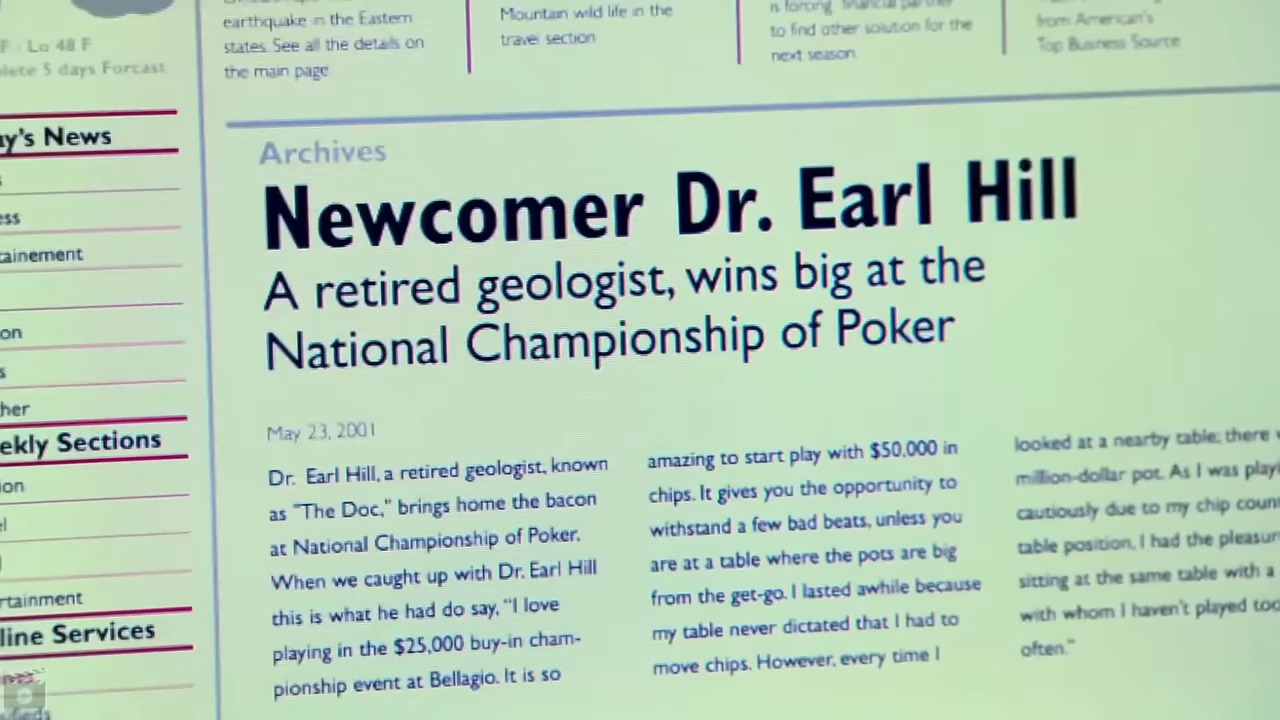 earthquake in the Eastern
states. See all the details on
the main page
Mountain wild life in the
travel section
is forcing financial partner
to find other solution for the
next season
from American's
Top Business Source
F / Lo 48 F
lete 5 days Forcast
y's News
ess
tainement
on
s
her
ekly Sections
ion
el
rtainment
line Services
Archives
Newcomer Dr. Earl Hill
A retired geologist, wins big at the
National Championship of Poker
May 23, 2001
Dr. Earl Hill, a retired geologist, known
as "The Doc," brings home the bacon
at National Championship of Poker.
When we caught up with Dr. Earl Hill
this is what he had do say, "I love
playing in the $25,000 buy-in cham-
pionship event at Bellagio. It is so
amazing to start play with $50,000 in
chips. It gives you the opportunity to
withstand a few bad beats, unless you
are at a table where the pots are big
from the get-go. I lasted awhile because
my table never dictated that I had to
move chips. However, every time I
looked at a nearby table; there
million-dollar pot. As I was playi
cautiously due to my chip coun
table position, I had the pleasur
sitting at the same table with a
with whom I haven't played too
often."